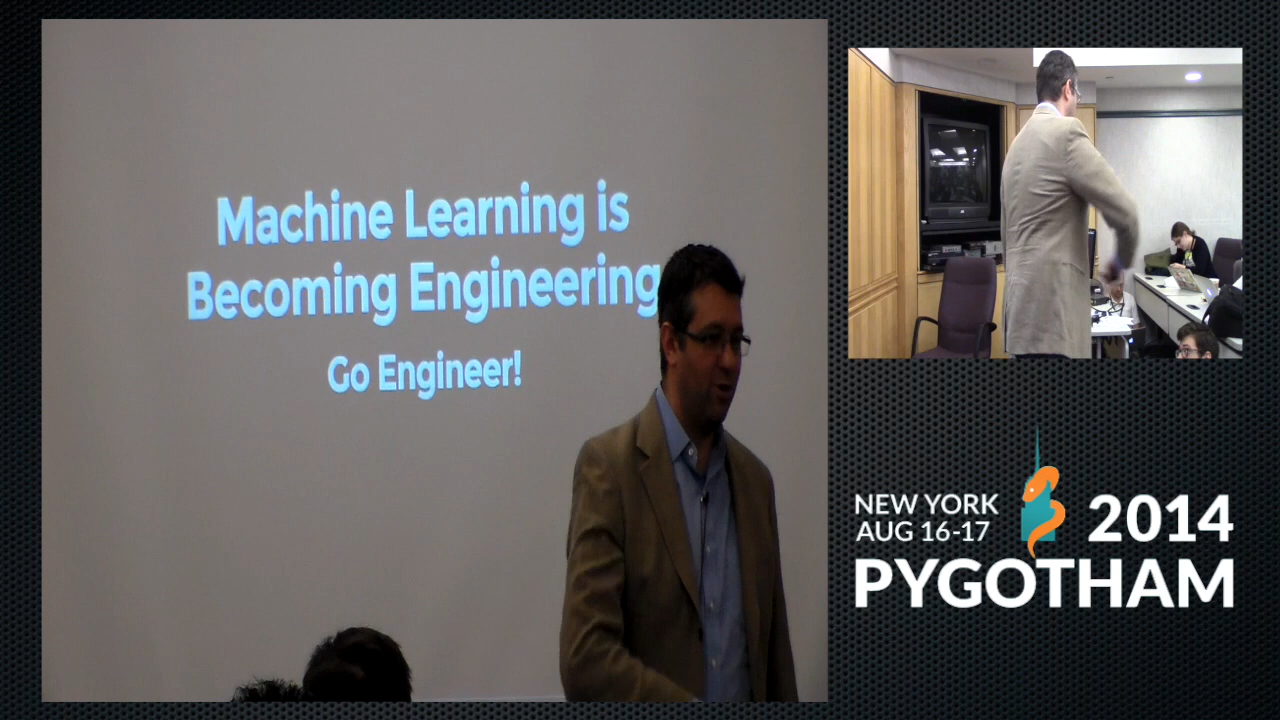 Machine Learning is
Becoming Engineering
Go Engineer!
NEW YORK
AUG 16-17
2014
PYGOTHAM